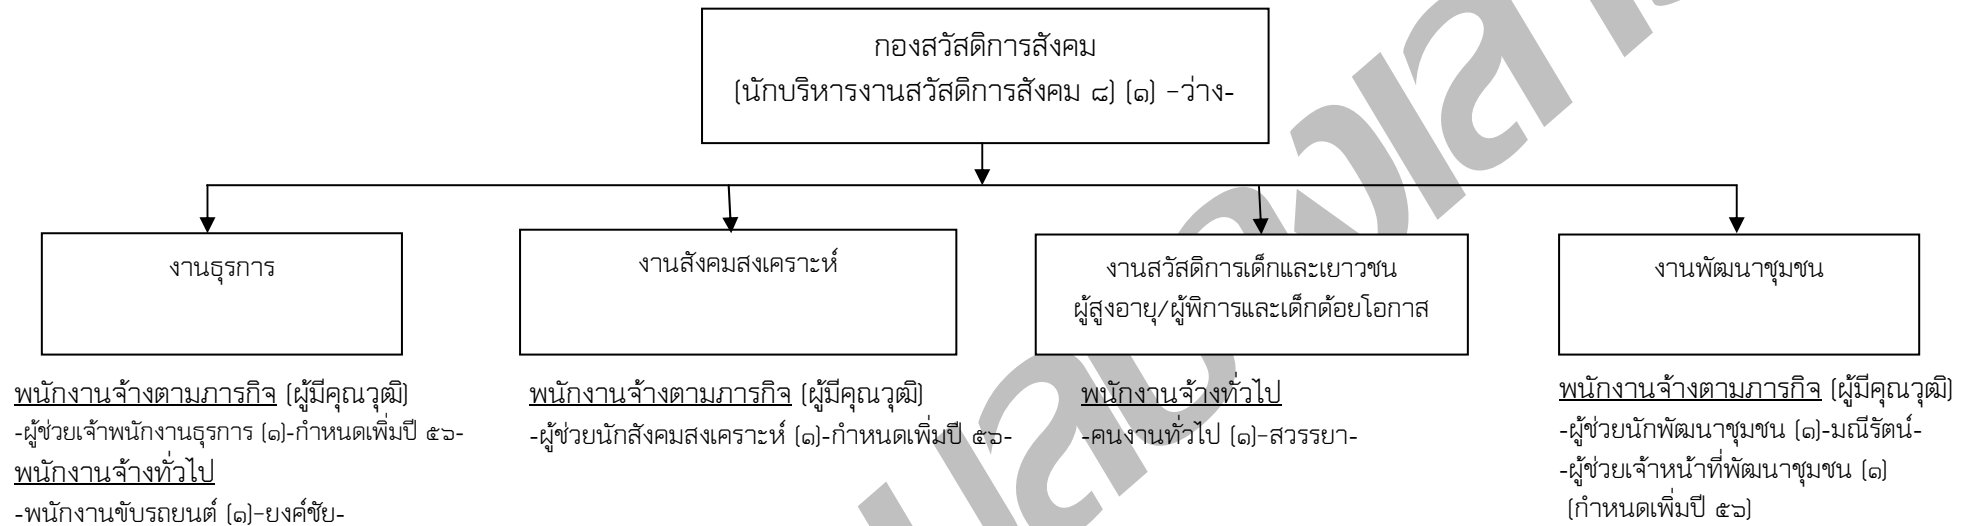 กองสวัสดิการสังคม
(นักบริหารงานสวัสดิการสังคม ๘) (๑) -ว่าง-
งานธุรการ
งานสังคมสงเคราะห์
งานสวัสดิการเด็กและเยาวชน
ผู้สูงอายุ/ผู้พิการและเด็กด้อยโอกาส
งานพัฒนาชุมชน
พนักงานจ้างตามภารกิจ (ผู้มีคุณวุฒิ)
-ผู้ช่วยเจ้าพนักงานธุรการ (๑)-กำหนดเพิ่มปี ๕๖-
พนักงานจ้างทั่วไป
-พนักงานขับรถยนต์ (๑)-ยงค์ชัย-
พนักงานจ้างตามภารกิจ (ผู้มีคุณวุฒิ)
-ผู้ช่วยนักสังคมสงเคราะห์ (๑)-กำหนดเพิ่มปี ๕๖-
พนักงานจ้างทั่วไป
-คนงานทั่วไป (๑)-สวรรยา-
พนักงานจ้างตามภารกิจ (ผู้มีคุณวุฒิ)
-ผู้ช่วยนักพัฒนาชุมชน (๑)-มณีรัตน์-
-ผู้ช่วยเจ้าหน้าที่พัฒนาชุมชน (๑)
(กำหนดเพิ่มปี ๕๖)